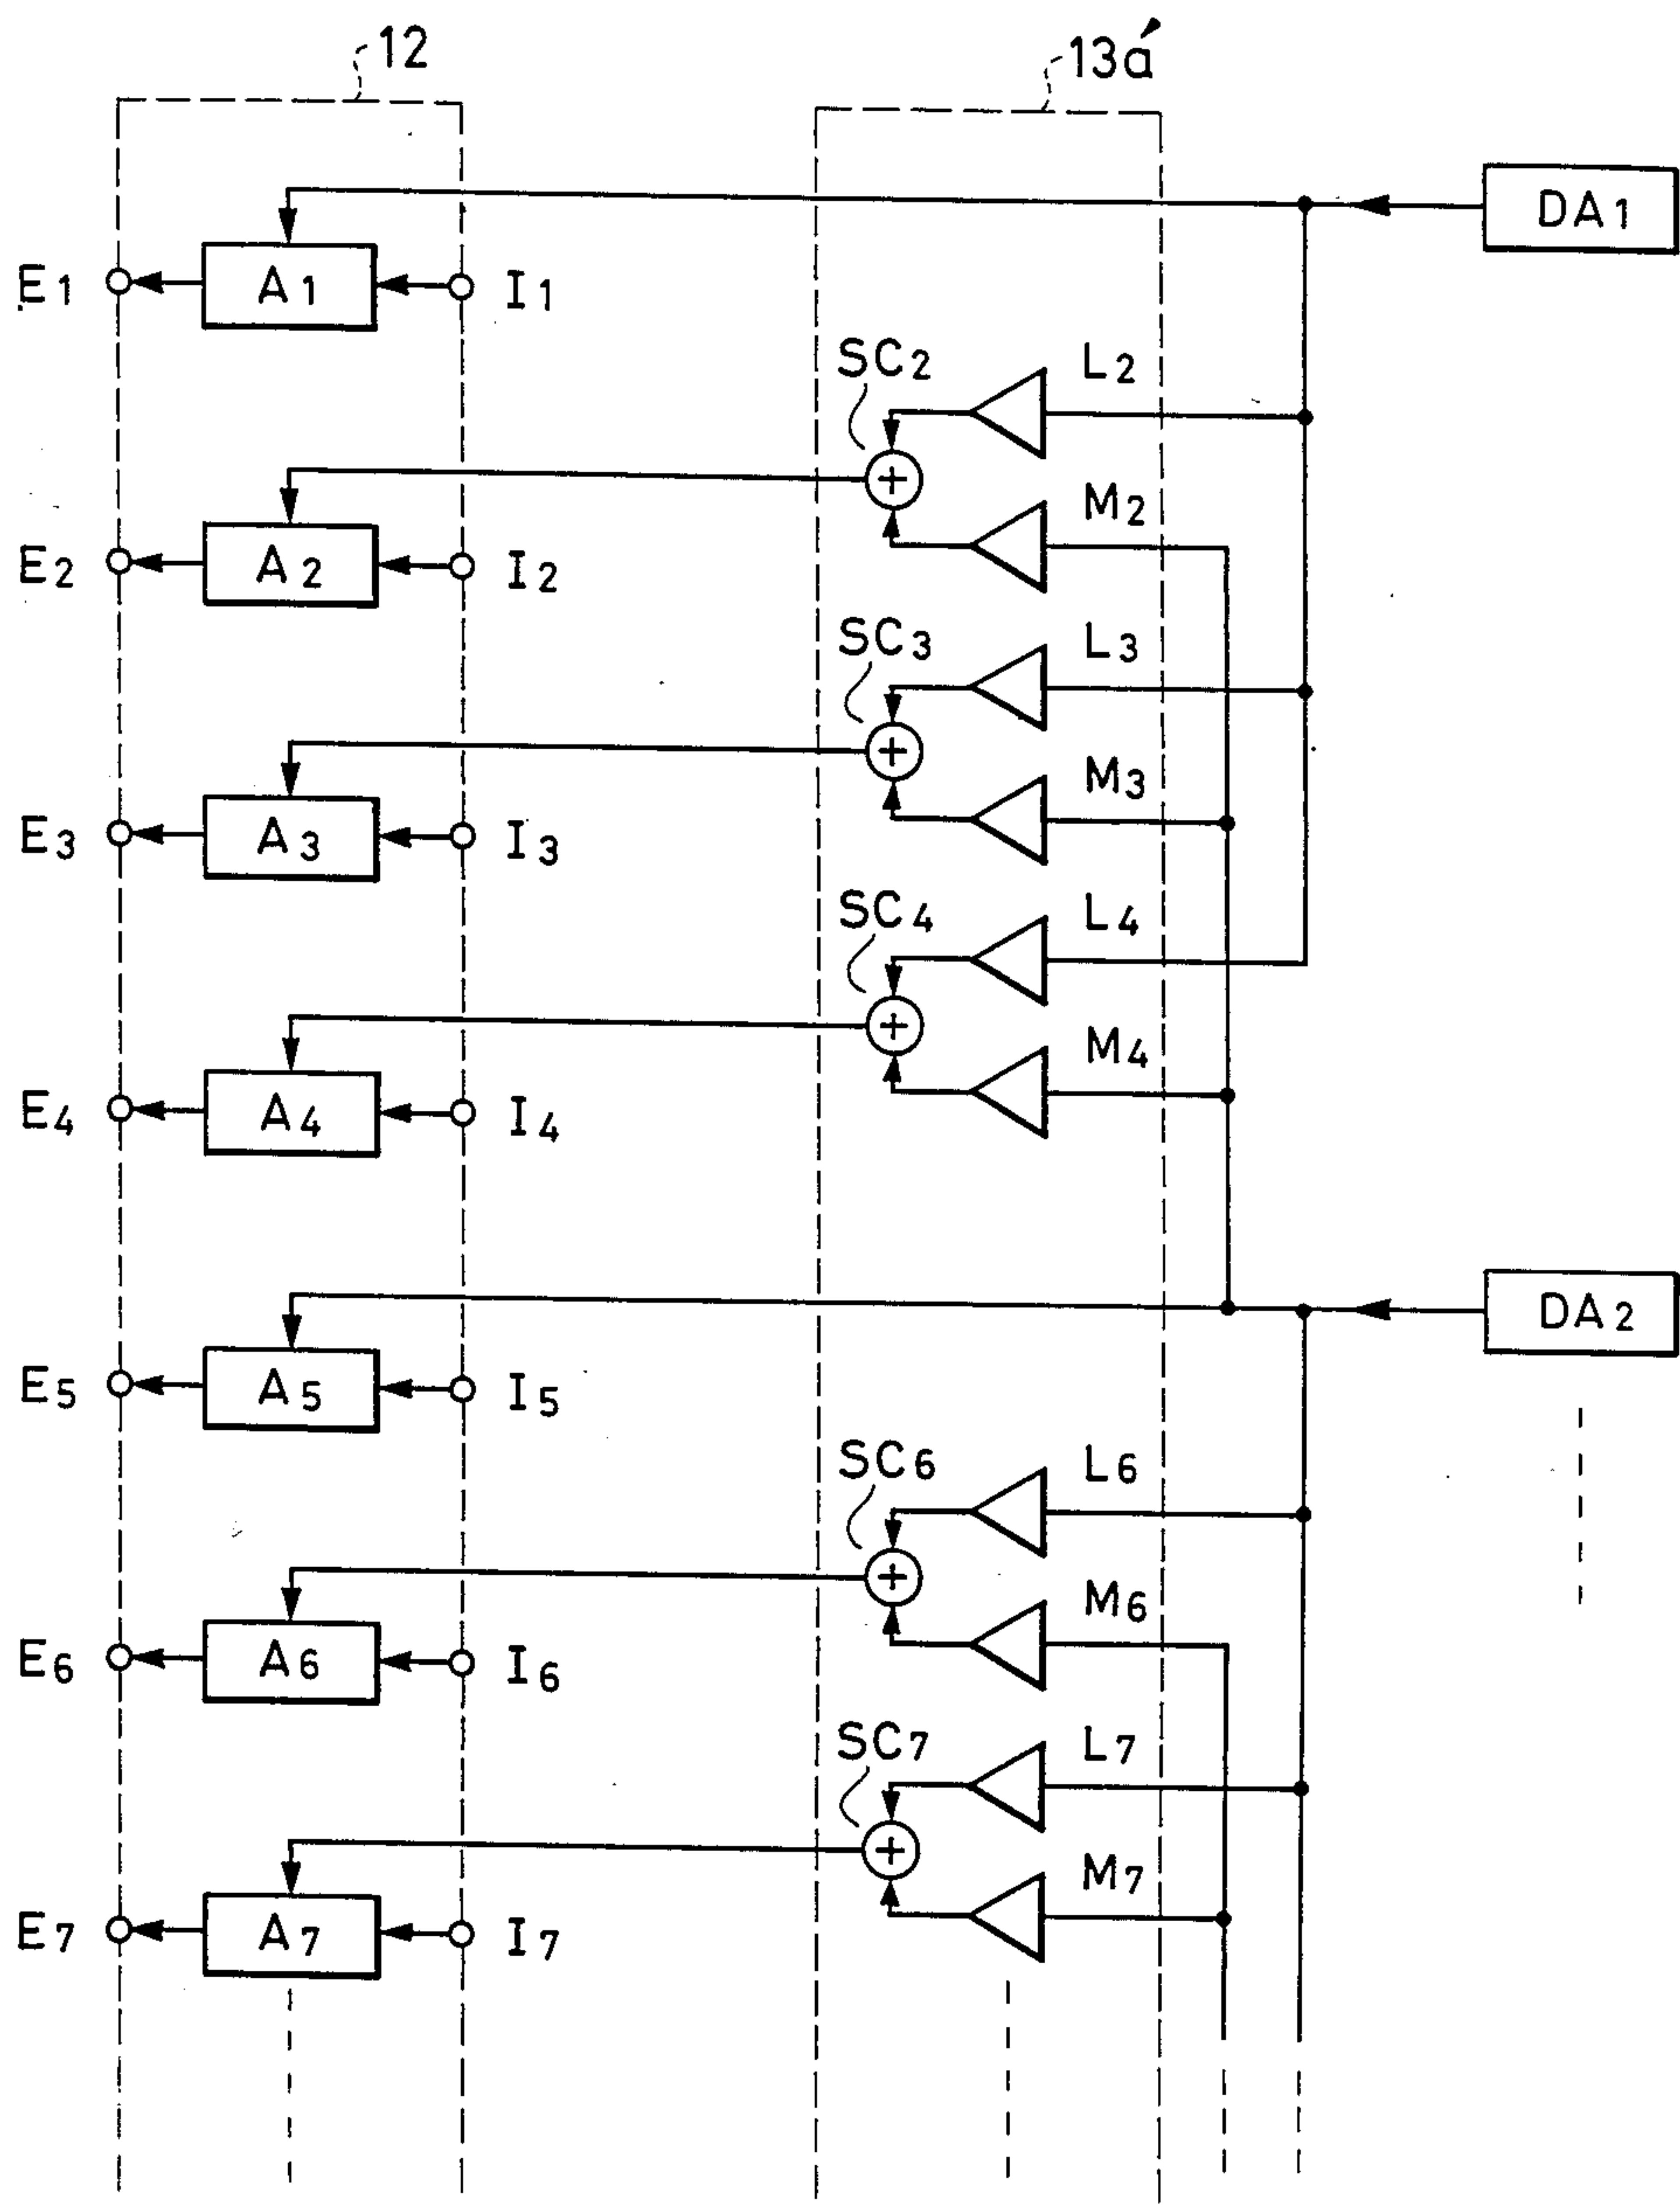 12
13a'
DA1
E1 A1 I1
SC2 L2
M2
E2 A2 I2
SC3 L3
M3
E3 A3 I3
SC4 L4
M4
E4 A4 I4
DA2
E5 A5 I5
SC6 L6
M6
E6 A6 I6
SC7 L7
M7
E7 A7 I7